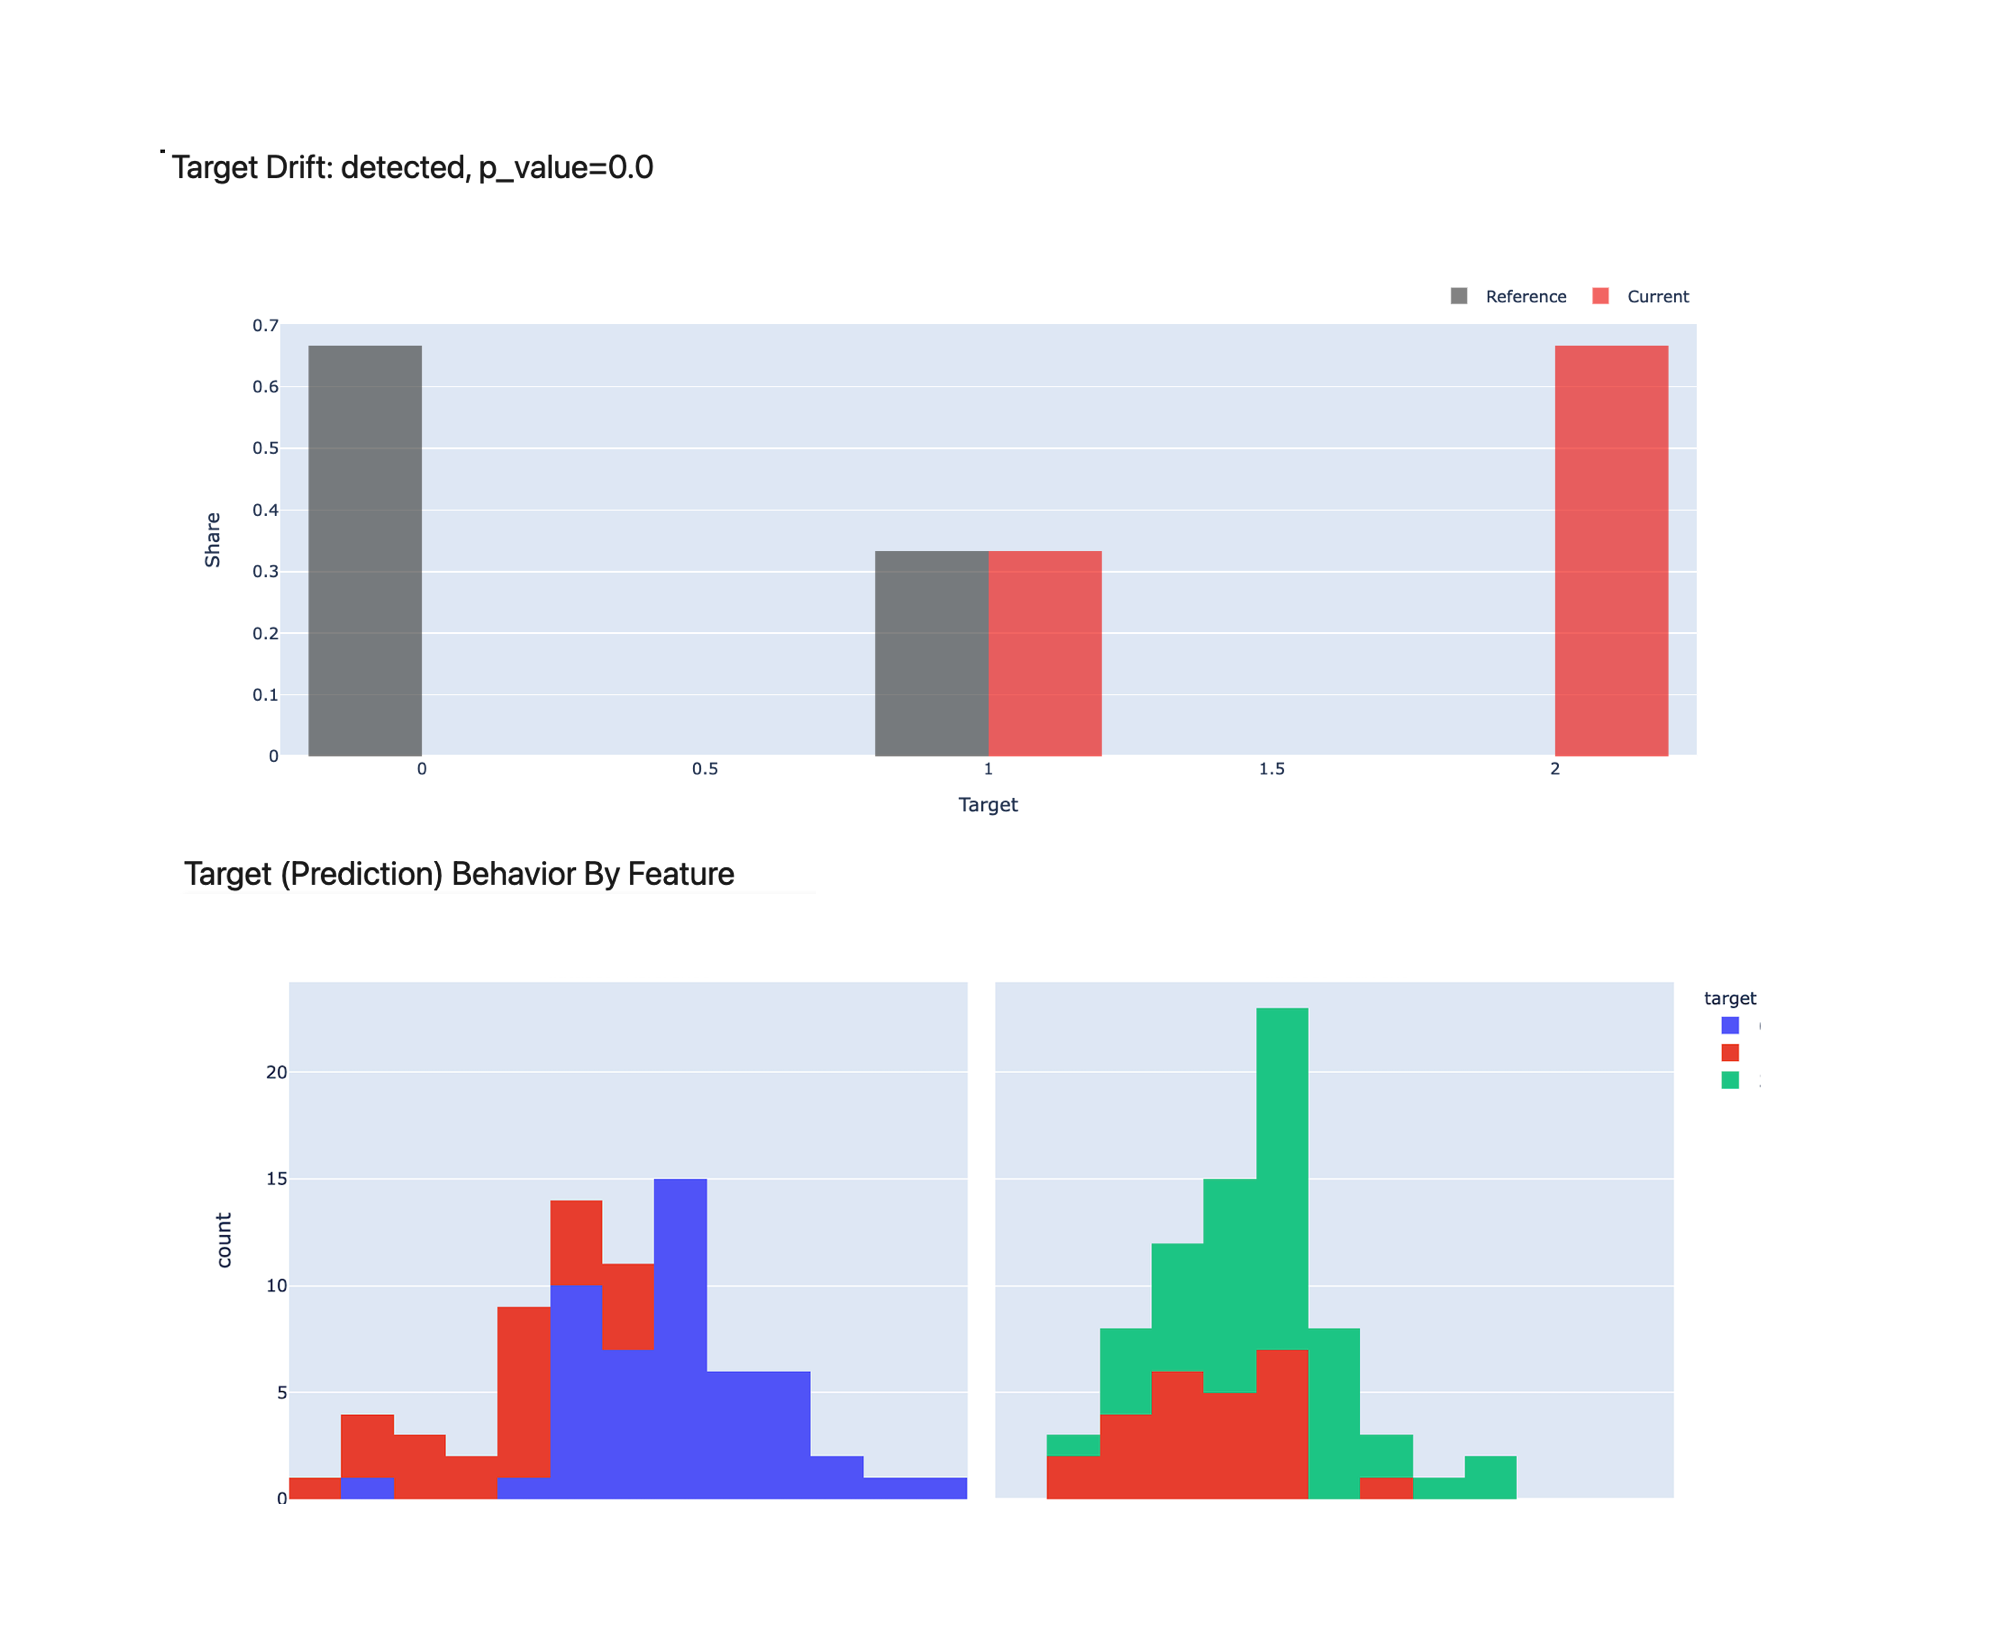 Target Drift: detected, p_value=0.0
Reference Current
0.7
0.6
0.5
0.4
0.3
0.2
0.1
0
Share
0 0.5 1 1.5 2
Target
Target (Prediction) Behavior By Feature
target
20
15
10
5
0
count